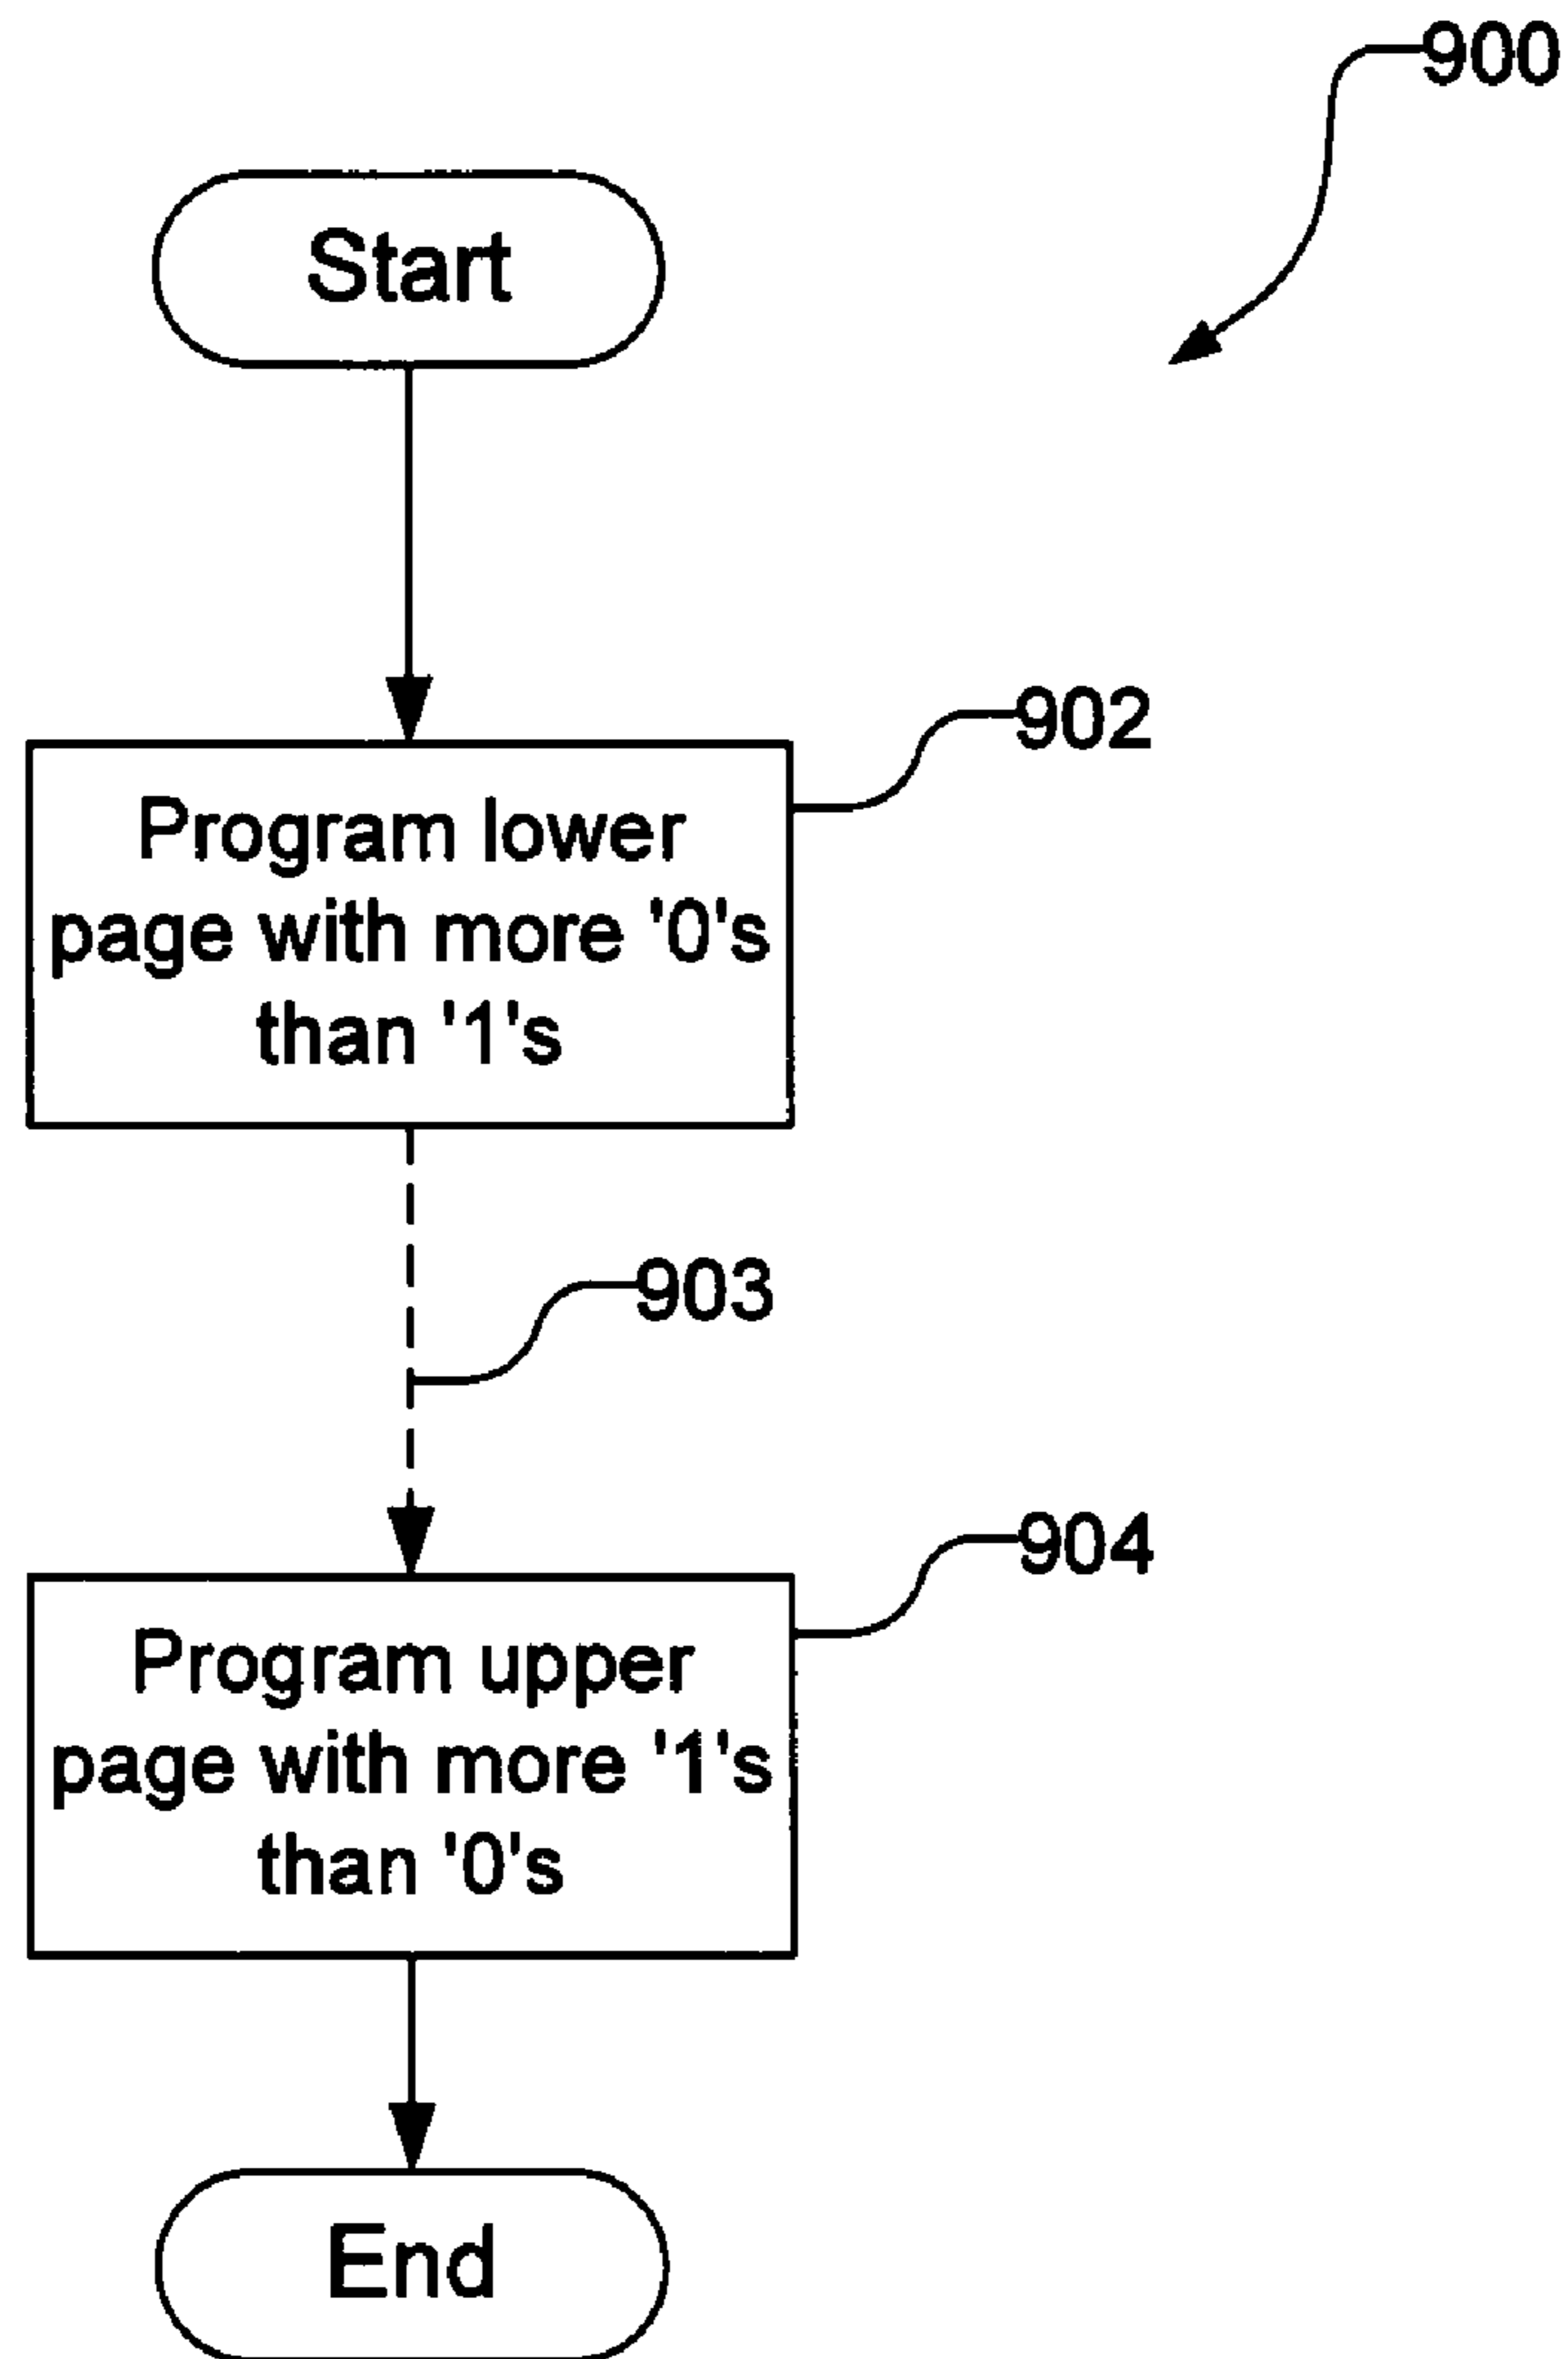 900
Start
902
Program lower
page with more '0's
than '1's
903
904
Program upper
page with more '1's
than '0's
End